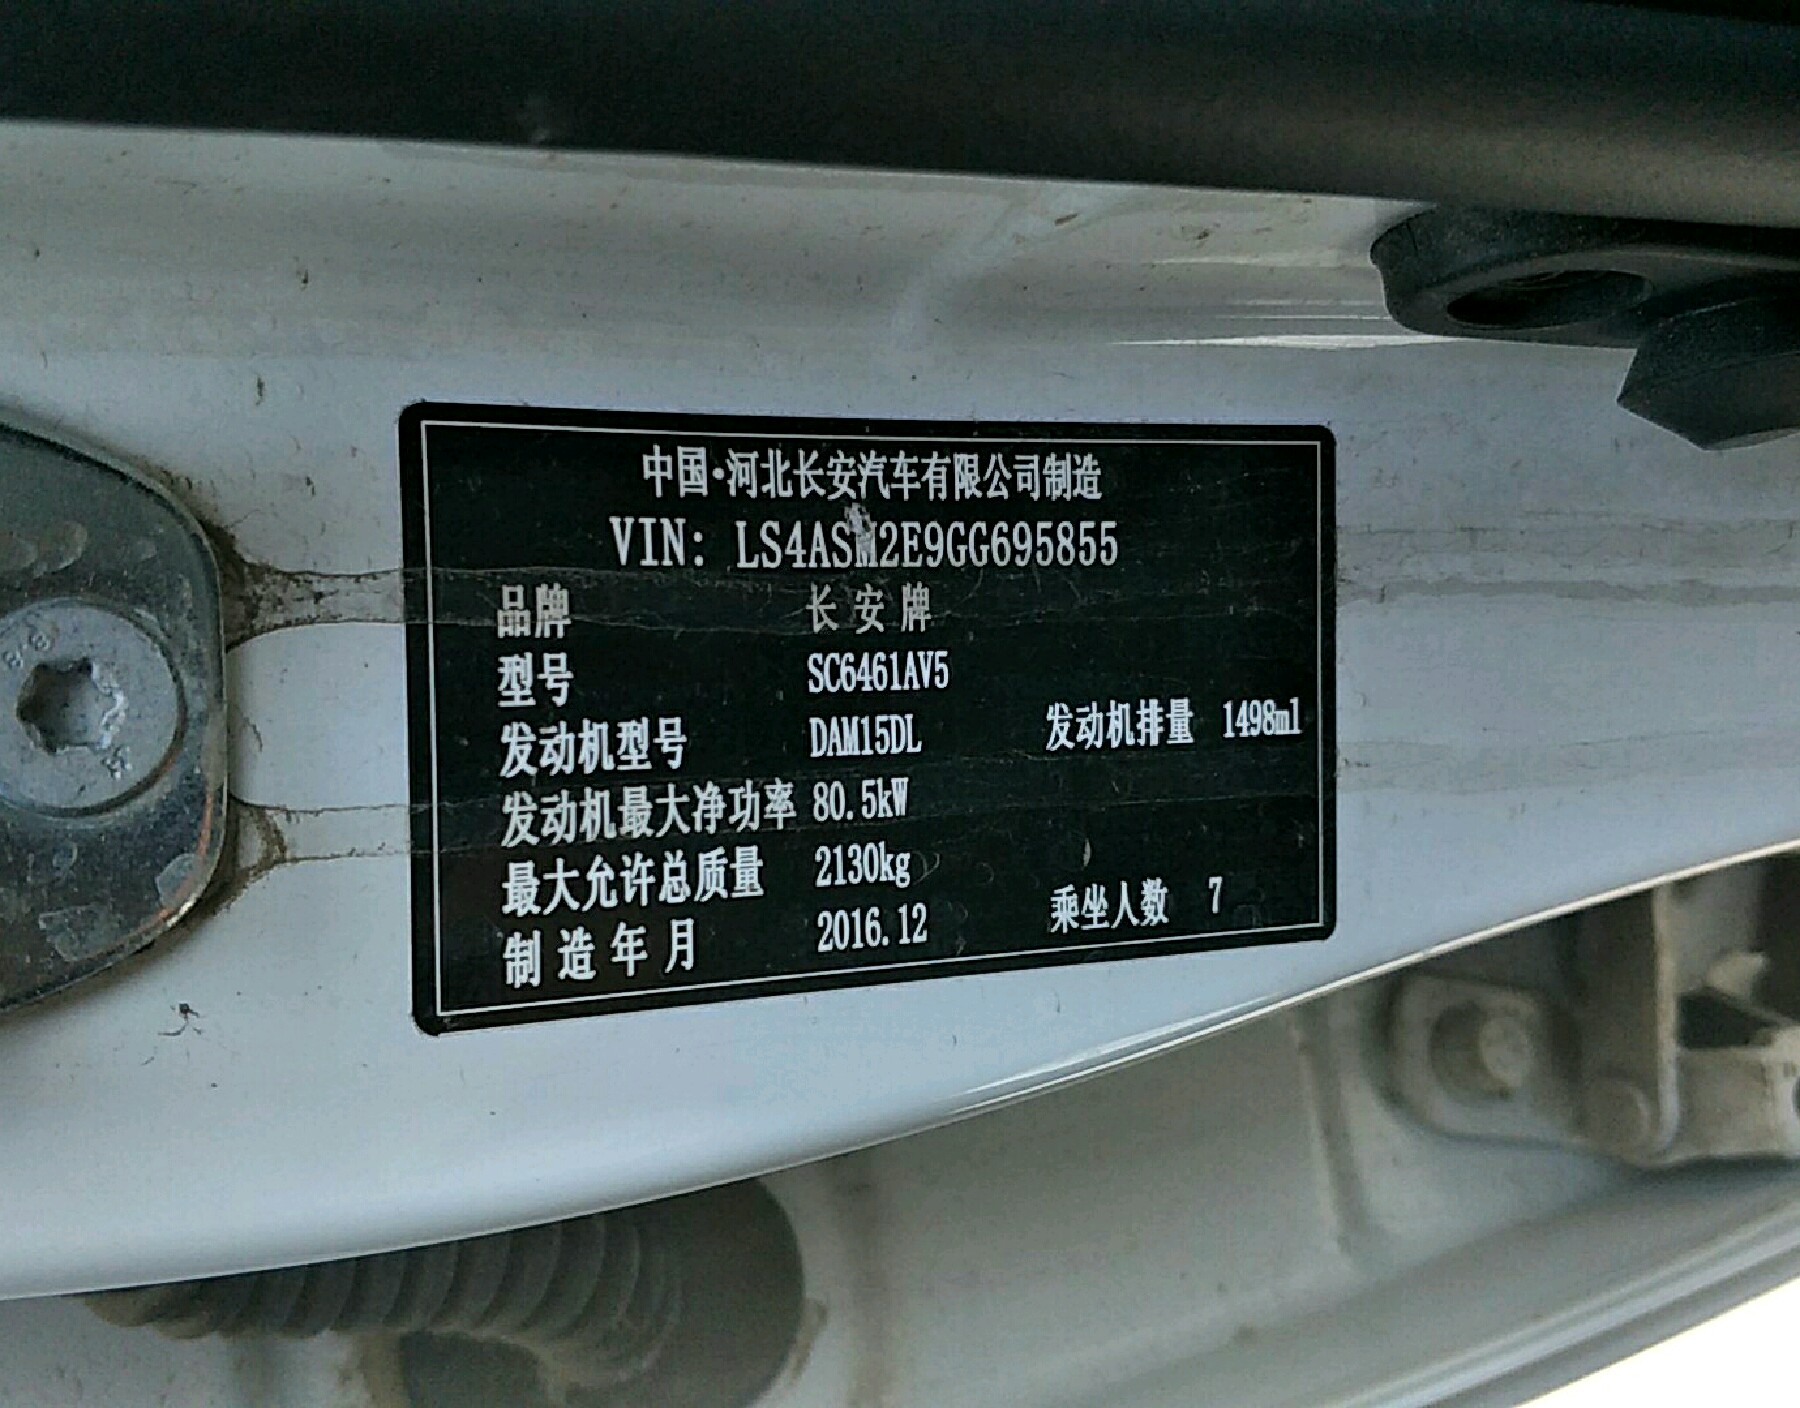 中国·河北长安汽车有限公司制造
VIN: LS4ASM2E9GG695855
品牌 长安牌
型号 SC6461AV5
发动机型号 DAM15DL 发动机排量 1498ml
发动机最大净功率 80.5kW
最大允许总质量 2130kg
制造年月 2016.12 乘坐人数 7
8.8